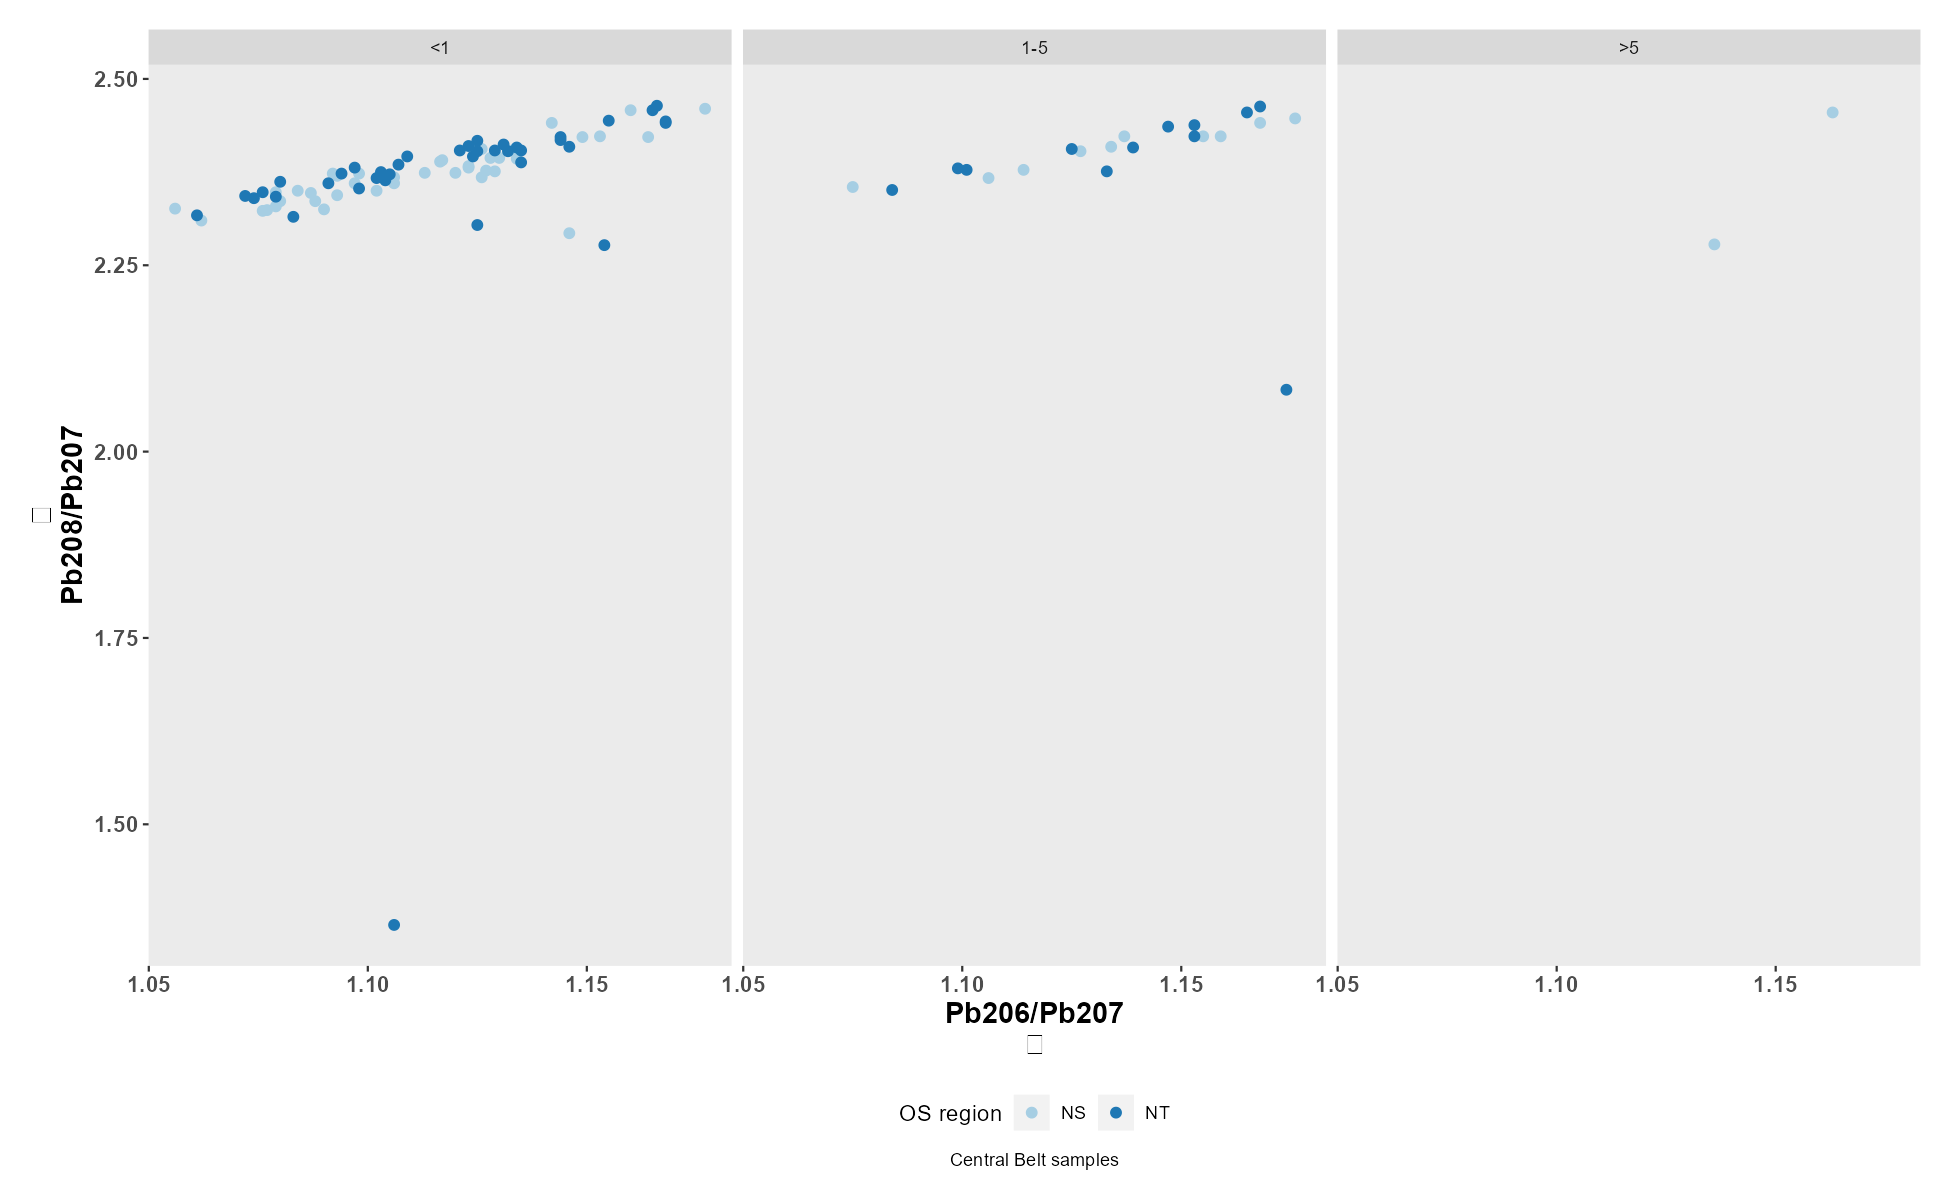 <1 1-5 >5
2.50
2.25
2.00
1.75
1.50
Pb208/Pb207
1.05 1.10 1.15 1.05 1.10 1.15 1.05 1.10 1.15
Pb206/Pb207
OS region NS NT
Central Belt samples